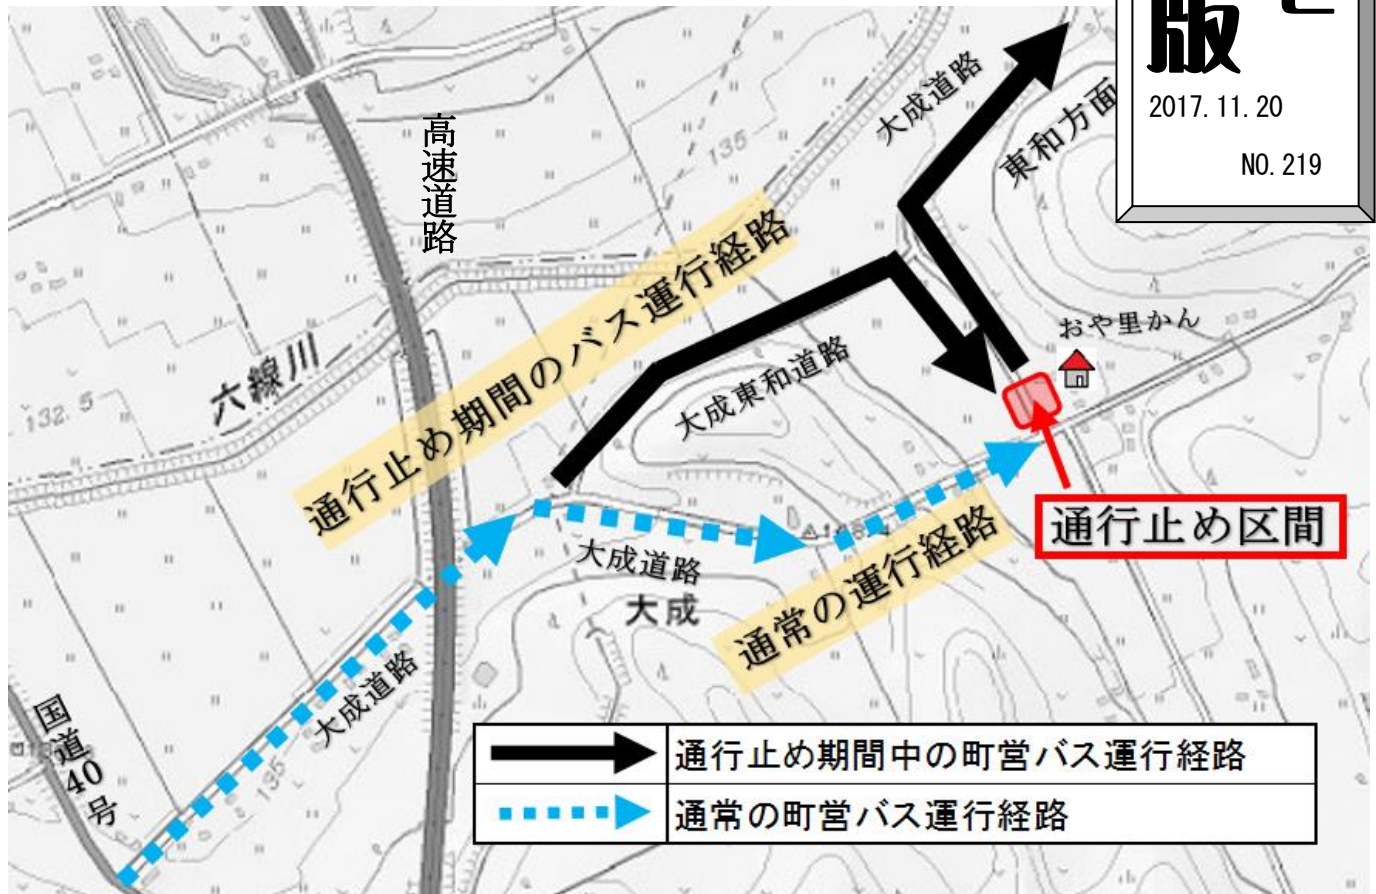 版
2017.11.20
NO.219
高速道路
大成道路
東和方面
135
通行止め期間のバス運行経路
おや里かん
六線川
132.5
大成東和道路
通行止め区間
大成道路
大成
通常の運行経路
大成道路
135
国道40号
通行止め期間中の町営バス運行経路
通常の町営バス運行経路